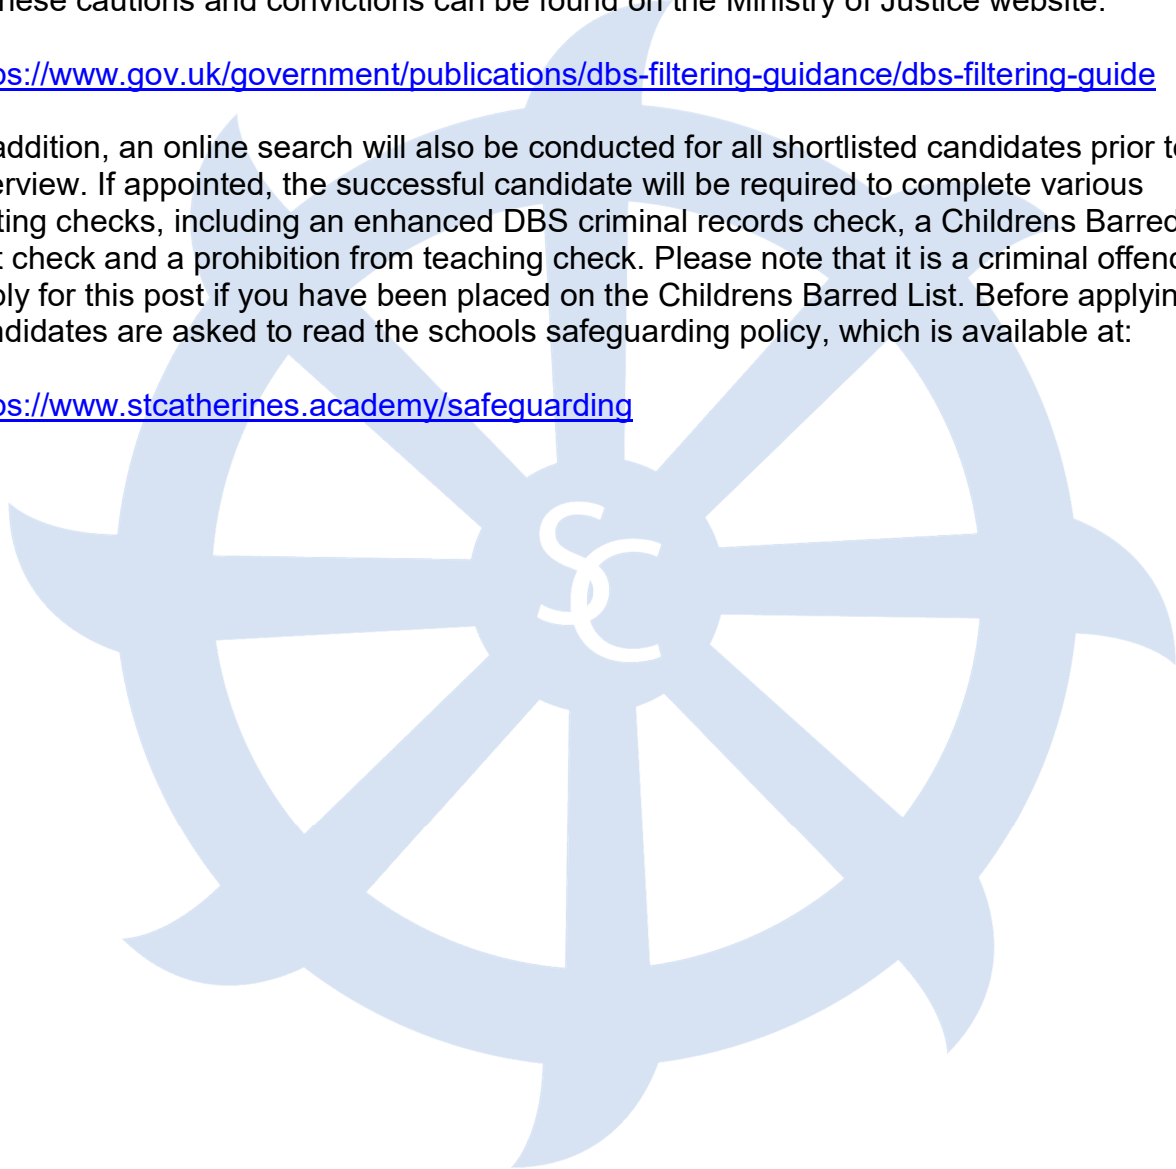 hese cautions and convictions can be found on the Ministry of Justice website.
ps://www.gov.uk/government/publications/dbs-filtering-guidance/dbs-filtering-guide
addition, an online search will also be conducted for all shortlisted candidates prior to
erview. If appointed, the successful candidate will be required to complete various
ting checks, including an enhanced DBS criminal records check, a Childrens Barred
t check and a prohibition from teaching check. Please note that it is a criminal offenc
ply for this post if you have been placed on the Childrens Barred List. Before applyin
ndidates are asked to read the schools safeguarding policy, which is available at:
ps://www.stcatherines.academy/safeguarding
SC